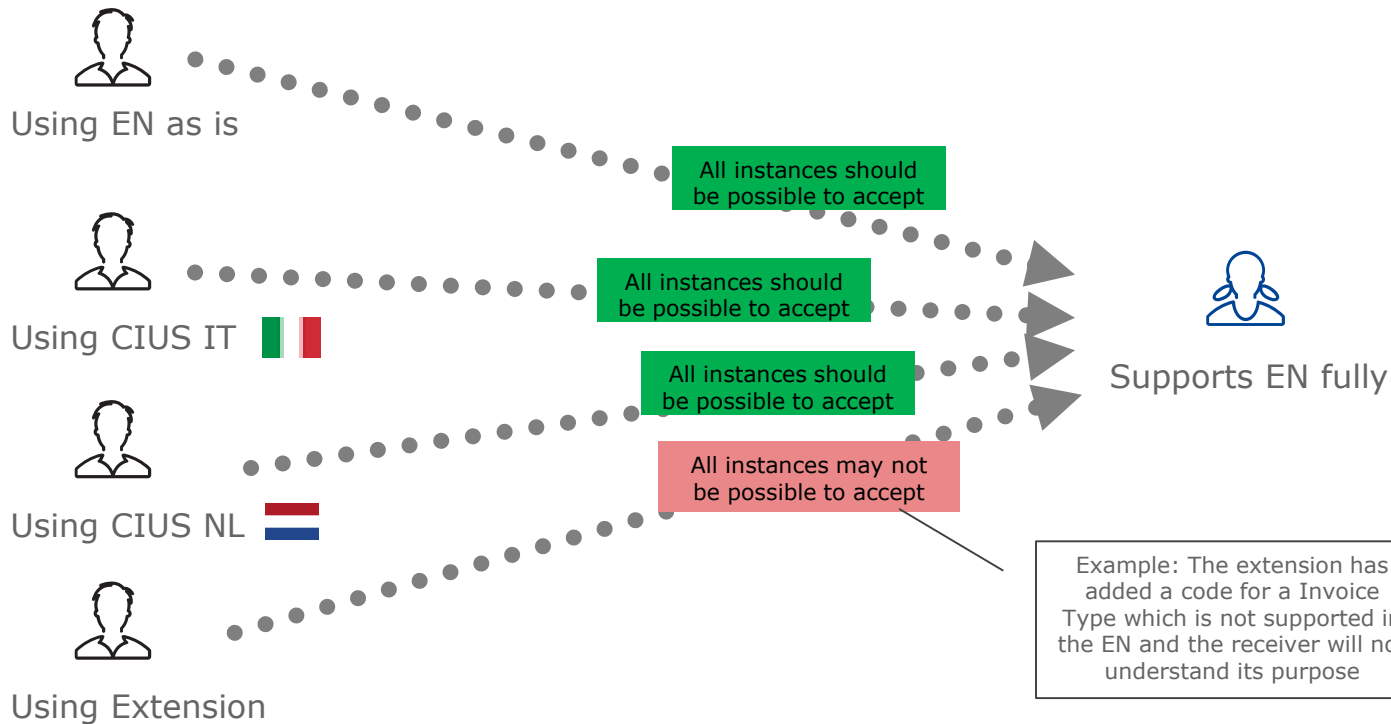 Using EN as is
All instances should
be possible to accept
Using CIUS IT
All instances should
be possible to accept
Supports EN fully
Using CIUS NL
All instances should
be possible to accept
Using Extension
All instances may not
be possible to accept
Example: The extension has
added a code for a Invoice
Type which is not supported
the EN and the receiver will
understand its purpose